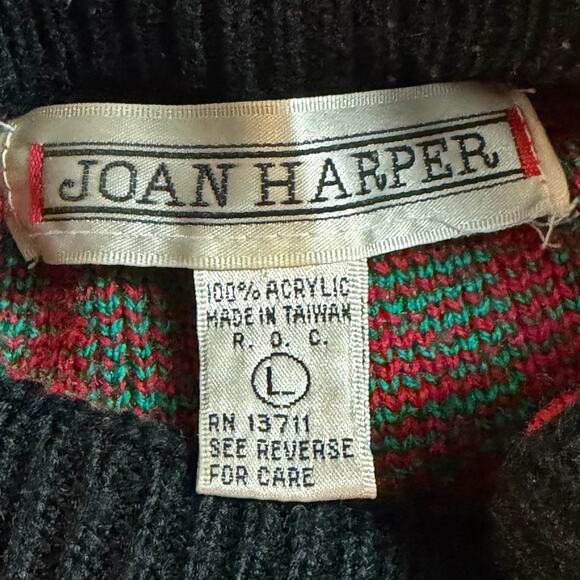 JOAN HARPER
100% ACRYLIC
MADE IN TAIWAN
R. O. C.
L
RN 13711
SEE REVERSE
FOR CARE